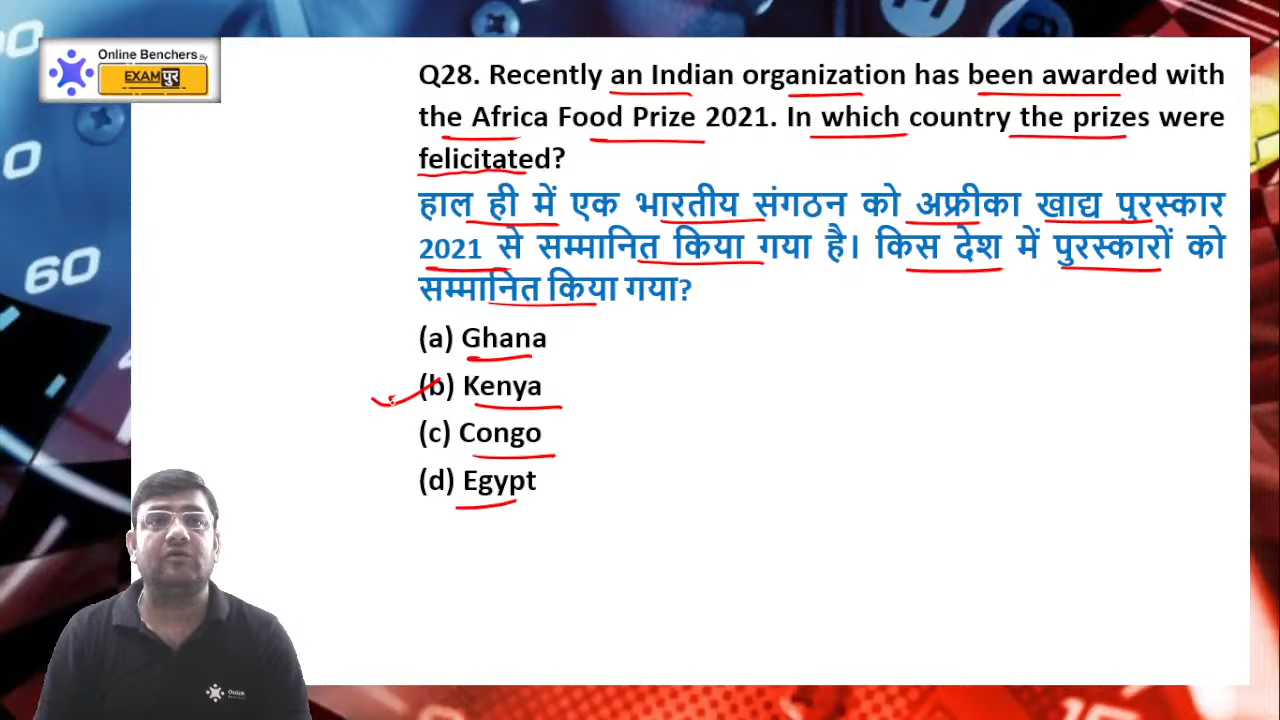 Online Benchers By
EXAMपुर
Q28. Recently an Indian organization has been awarded with
the Africa Food Prize 2021. In which country the prizes were
felicitated?
हाल ही में एक भारतीय संगठन को अफ्रीका खाद्य पुरस्कार
2021 से सम्मानित किया गया है। किस देश में पुरस्कारों को
सम्मानित किया गया?
(a) Ghana
(b) Kenya
(c) Congo
(d) Egypt
60